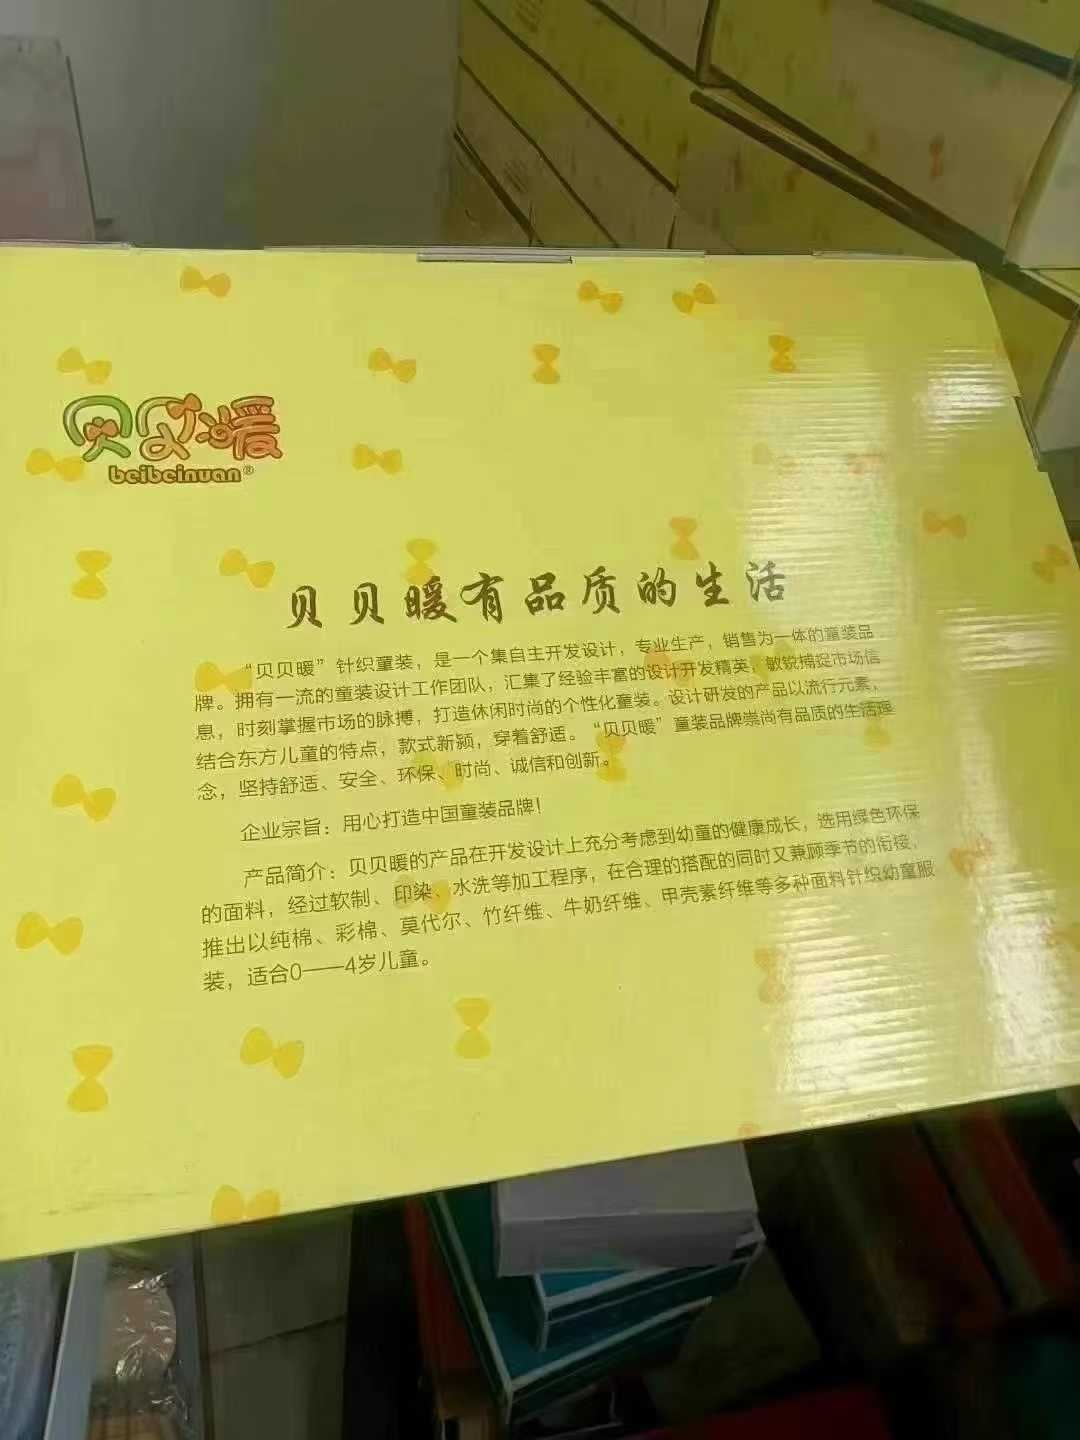 贝贝暖
beibeinuan®
贝贝暖有品质的生活
“贝贝暖”针织童装，是一个集自主开发设计，专业生产，销售为一体的童装品
牌。拥有一流的童装设计工作团队，汇集了经验丰富的设计开发精英，敏锐捕捉市场信
息，时刻掌握市场的脉搏，打造休闲时尚的个性化童装。设计研发的产品以流行元素，
结合东方儿童的特点，款式新颖，穿着舒适。“贝贝暖”童装品牌崇尚有品质的生活理
念，坚持舒适、安全、环保、时尚、诚信和创新。
企业宗旨：用心打造中国童装品牌！
产品简介：贝贝暖的产品在开发设计上充分考虑到幼童的健康成长，选用绿色环保
的面料，经过软制、印染、水洗等加工程序，在合理的搭配的同时又兼顾季节的衔接，
推出以纯棉、彩棉、莫代尔、竹纤维、牛奶纤维、甲壳素纤维等多种面料针织幼童服
装，适合0——4岁儿童。